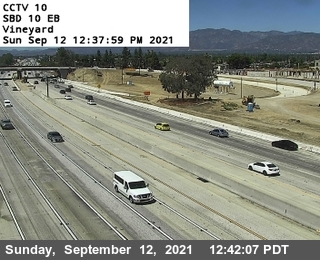 CCTV 10
SBD 10 EB
Vineyard
Sun Sep 12 12:37:59 PM 2021
Sunday, September 12, 2021 12:42:07 PDT